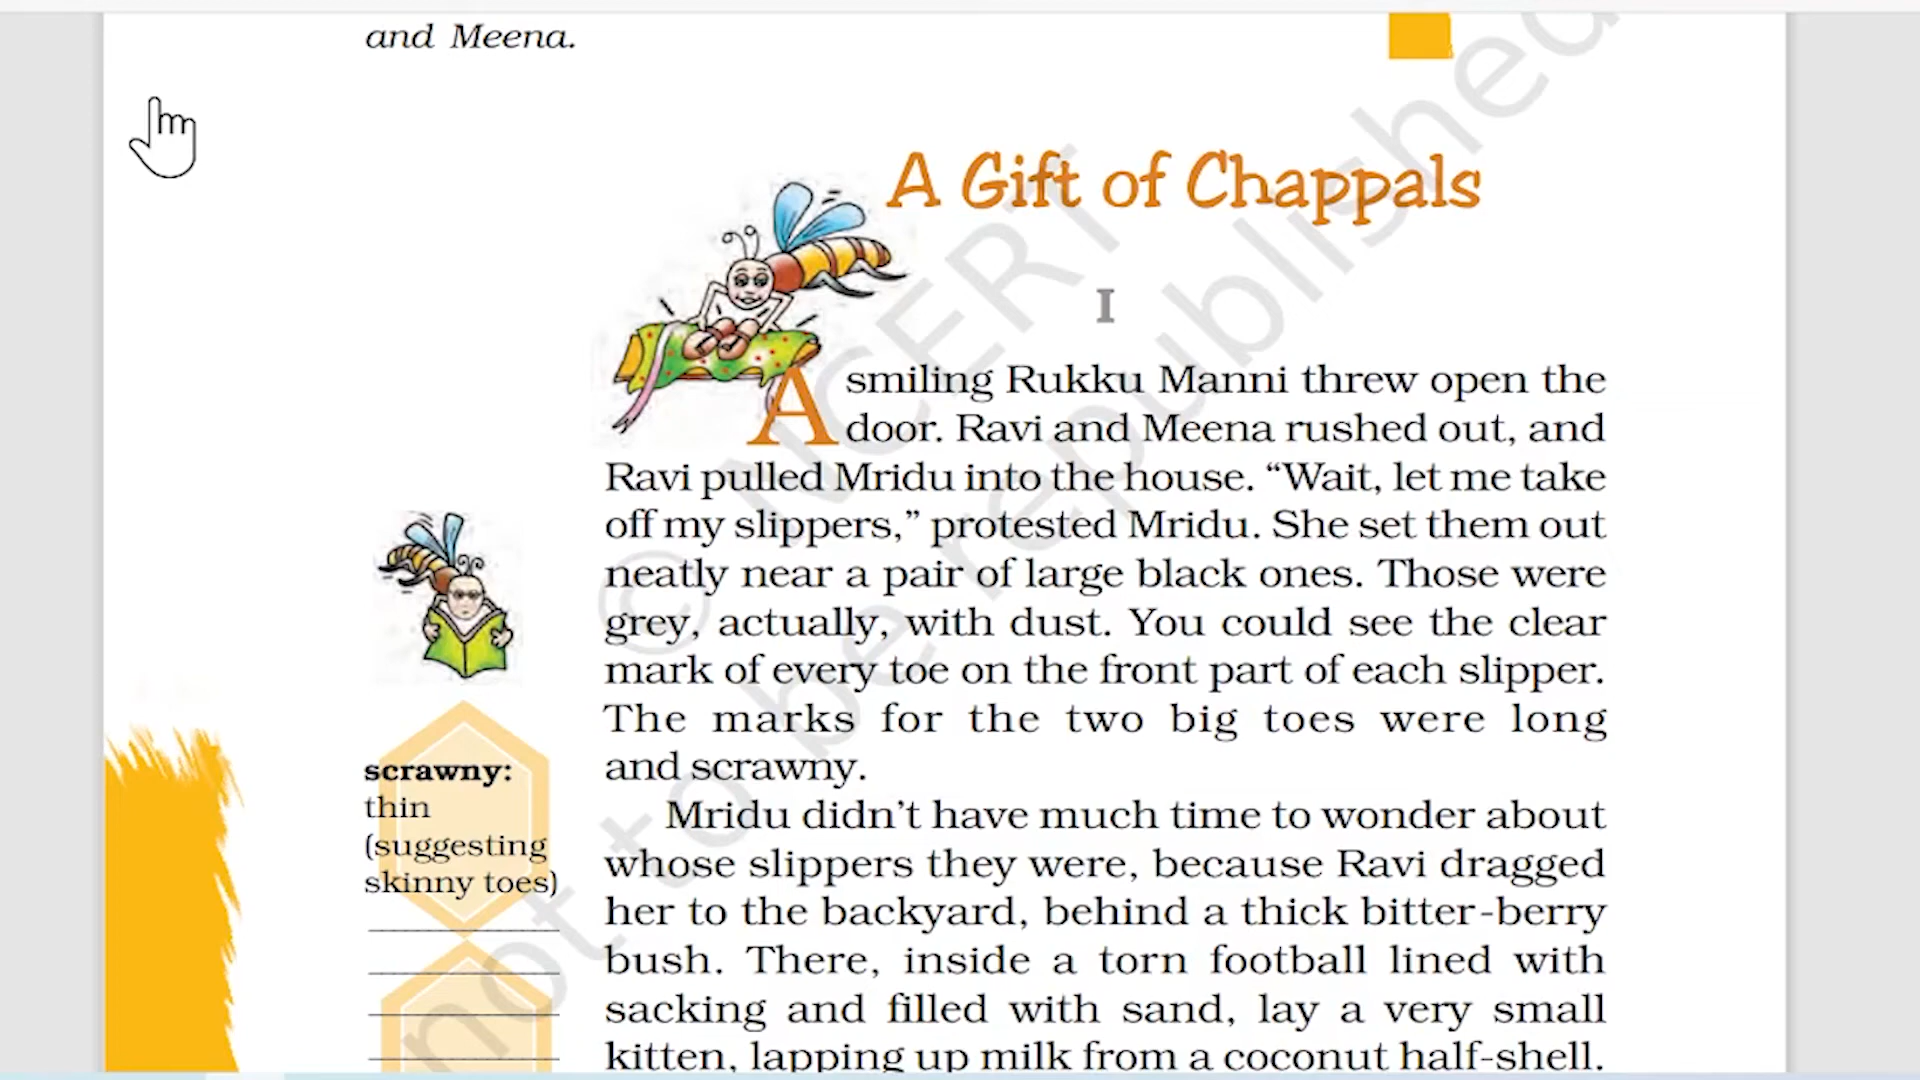 and Meena.
A Gift of Chappals
I
A smiling Rukku Manni threw open the
door. Ravi and Meena rushed out, and
Ravi pulled Mridu into the house. “Wait, let me take
off my slippers,” protested Mridu. She set them out
neatly near a pair of large black ones. Those were
grey, actually, with dust. You could see the clear
mark of every toe on the front part of each slipper.
The marks for the two big toes were long
and scrawny.
scrawny:
thin
(suggesting
skinny toes)
Mridu didn’t have much time to wonder about
whose slippers they were, because Ravi dragged
her to the backyard, behind a thick bitter-berry
bush. There, inside a torn football lined with
sacking and filled with sand, lay a very small
kitten, lapping up milk from a coconut half-shell.
© NCERT
not to be republished